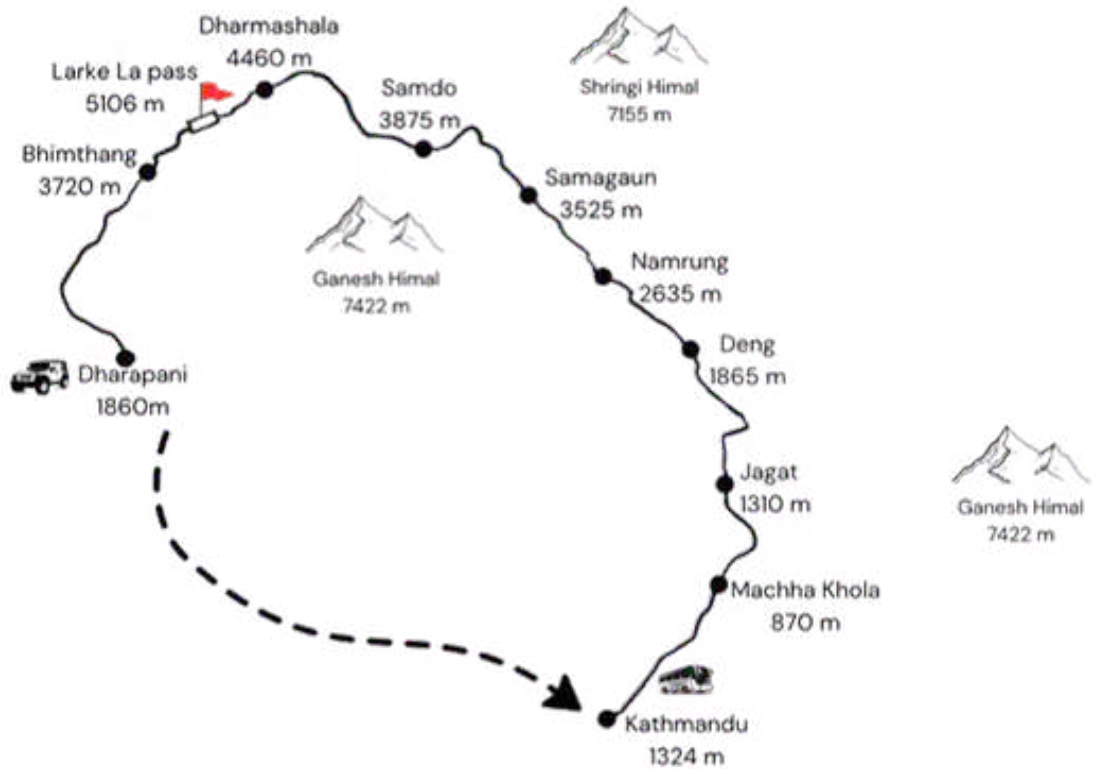 Dharmashala
4460 m
Larke La pass
5106 m
Samdo
3875 m
Shringi Himal
7155 m
Bhimthang
3720 m
Samagaun
3525 m
Ganesh Himal
7422 m
Namrung
2635 m
Deng
1865 m
Dharapani
1860m
Jagat
1310 m
Ganesh Himal
7422 m
Machha Khola
870 m
Kathmandu
1324 m